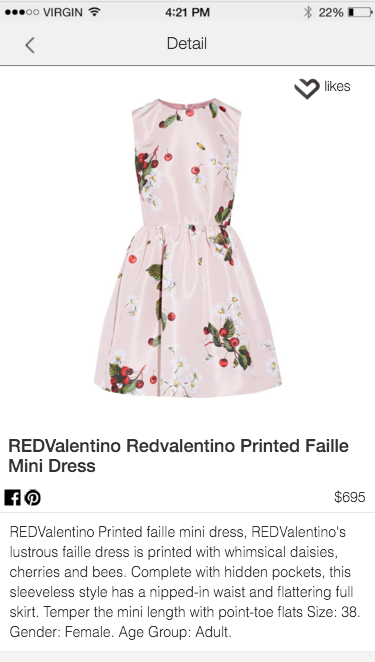 VIRGIN 4:21 PM 22%
Detail
likes
REDValentino Redvalentino Printed Faille
Mini Dress
$695
REDValentino Printed faille mini dress, REDValentino's
lustrous faille dress is printed with whimsical daisies,
cherries and bees. Complete with hidden pockets, this
sleeveless style has a nipped-in waist and flattering full
skirt. Temper the mini length with point-toe flats Size: 38.
Gender: Female. Age Group: Adult.